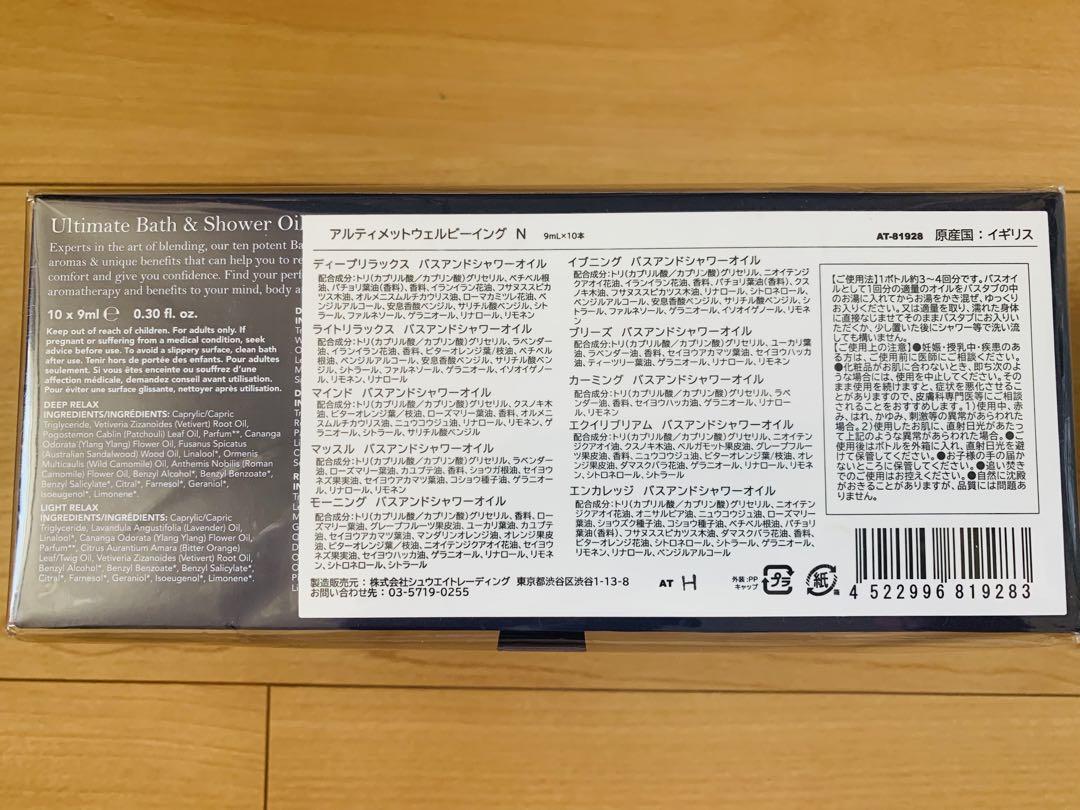 Ultimate Bath & Shower Oil
Experts in the art of blending, our ten potent Ba
aromas & unique benefits that can help you to re
comfort and give you confidence. Find your perf
aromatherapy and benefits to your mind, body an
10 x 9ml e 0.30 fl. oz.
Keep out of reach of children. For adults only. If
pregnant or suffering from a medical condition, seek
advice before use. To avoid a slippery surface, clean bath
after use. Tenir hors de portée des enfants. Pour adultes
seulement. Si vous êtes enceinte ou souffrez d'une
affection médicale, demandez conseil avant utilisation.
Pour éviter une surface glissante, nettoyer après utilisation.
DEEP RELAX
INGREDIENTS/INGRÉDIENTS: Caprylic/Capric
Triglyceride, Vetiveria Zizanoides (Vetivert) Root Oil,
Pogostemon Cablin (Patchouli) Leaf Oil, Parfum**, Cananga
Odorata (Ylang Ylang) Flower Oil, Fusanus Spicatus
(Australian Sandalwood) Wood Oil, Linalool*, Ormenis
Multicaulis (Wild Camomile) Oil, Anthemis Nobilis (Roman
Camomile) Flower Oil, Benzyl Alcohol*, Benzyl Benzoate*,
Benzyl Salicylate*, Citral*, Farnesol*, Geraniol*,
Isoeugenol*, Limonene*.
LIGHT RELAX
INGREDIENTS/INGRÉDIENTS: Caprylic/Capric
Triglyceride, Lavandula Angustifolia (Lavender) Oil,
Linalool*, Cananga Odorata (Ylang Ylang) Flower Oil,
Parfum**, Citrus Aurantium Amara (Bitter Orange)
Leaf/Twig Oil, Vetiveria Zizanoides (Vetivert) Root Oil,
Benzyl Alcohol*, Benzyl Benzoate*, Benzyl Salicylate*,
Citral*, Farnesol*, Geraniol*, Isoeugenol*, Limonene*.
アルティメットウェルビーイング N 9mL×10本
AT-81928 原産国：イギリス
ディープリラックス バスアンドシャワーオイル
配合成分：トリ(カプリル酸/カプリン酸)グリセリル、ベチベル根
油、パチョリ葉油(香料)、香料、イランイラン花油、フサヌススピ
カツス木油、オルメニスムルチカウリス油、ローマカミツレ花油、ベ
ンジルアルコール、安息香酸ベンジル、サリチル酸ベンジル、シト
ラール、ファルネソール、ゲラニオール、リナロール、リモネン
ライトリラックス バスアンドシャワーオイル
配合成分：トリ(カプリル酸/カプリン酸)グリセリル、ラベンダー
油、イランイラン花油、香料、ビターオレンジ葉/枝油、ベチベル
根油、ベンジルアルコール、安息香酸ベンジル、サリチル酸ベンジ
ル、シトラール、ファルネソール、ゲラニオール、イソオイゲノー
ル、リモネン、リナロール
マインド バスアンドシャワーオイル
配合成分：トリ(カプリル酸/カプリン酸)グリセリル、クスノキ木
油、ビターオレンジ葉/枝油、ローズマリー葉油、香料、オルメニ
スムルチカウリス油、ニュウコウジュ油、リナロール、リモネン、ゲ
ラニオール、シトラール、サリチル酸ベンジル
マッスル バスアンドシャワーオイル
配合成分：トリ(カプリル酸/カプリン酸)グリセリル、ラベンダー
油、ローズマリー葉油、カユプテ油、香料、ショウガ根油、セイヨウ
ネズ果実油、セイヨウアカマツ葉油、コショウ種子油、ゲラニオー
ル、リナロール、リモネン
モーニング バスアンドシャワーオイル
配合成分：トリ(カプリル酸/カプリン酸)グリセリル、香料、ロー
ズマリー葉油、グレープフルーツ果皮油、ユーカリ葉油、カユプテ
油、セイヨウアカマツ葉油、マンダリンオレンジ油、オレンジ果皮
油、ビターオレンジ葉/枝油、ニオイテンジクアオイ花油、セイヨウ
ネズ果実油、セイヨウハッカ油、ゲラニオール、リナロール、リモネン、
シトロネロール、シトラール
製造販売元：株式会社シュウエイトレーディング 東京都渋谷区渋谷1-13-8
お問い合わせ先：03-5719-0255
イブニング バスアンドシャワーオイル
配合成分：トリ(カプリル酸/カプリン酸)グリセリル、ニオイテンジ
クアオイ花油、イランイラン花油、香料、パチョリ葉油(香料)、クス
ノキ木油、フサヌススピカツス木油、リナロール、シトロネロール、
ベンジルアルコール、安息香酸ベンジル、サリチル酸ベンジル、シ
トラール、ファルネソール、ゲラニオール、イソオイゲノール、リモネ
ン
ブリーズ バスアンドシャワーオイル
配合成分：トリ(カプリル酸/カプリン酸)グリセリル、ユーカリ葉
油、ラベンダー油、香料、セイヨウアカマツ葉油、セイヨウハッカ
油、ティーツリー葉油、ゲラニオール、リナロール、リモネン
カーミング バスアンドシャワーオイル
配合成分：トリ(カプリル酸/カプリン酸)グリセリル、ラベ
ンダー油、香料、セイヨウハッカ油、ゲラニオール、リナロー
ル、リモネン
エクイリブリアム バスアンドシャワーオイル
配合成分：トリ(カプリル酸/カプリン酸)グリセリル、ニオイテン
ジクアオイ油、クスノキ木油、ベルガモット果皮油、グレープフルー
ツ果皮油、香料、ニュウコウジュ油、ビターオレンジ葉/枝油、オレ
ンジ果皮油、ダマスクバラ花油、ゲラニオール、リナロール、リモネ
ン、シトロネロール、シトラール
エンカレッジ バスアンドシャワーオイル
配合成分：トリ(カプリル酸/カプリン酸)グリセリル、ニオイテン
ジクアオイ花油、オニサルビア油、ニュウコウジュ油、ローズマリー
葉油、ショウズク種子油、コショウ種子油、ベチベル根油、パチョリ
葉油(香料)、フサヌススピカツス木油、ダマスクバラ花油、香料、
ビターオレンジ花油、シトロネロール、シトラール、ゲラニオール、
リモネン、リナロール、ベンジルアルコール
AT H
外装：PP
キャップ
プラ
紙
箱
【ご使用法】1ボトル約3～4回分です。バスオイ
ルとして1回分の適量のオイルをバスタブの中
のお湯に入れてからお湯をかき混ぜ、ゆっくり
お入りください。又は適量を取り、濡れた身体
に直接なじませてそのままバスタブにお入りい
ただくか、少し置いた後にシャワー等で洗い流
しても構いません。
【ご使用上の注意】●妊娠・授乳中・疾患のあ
る方は、ご使用前に医師にご相談ください。
●化粧品がお肌に合わないとき、即ち次のよ
うな場合には、使用を中止してください。そのま
ま使用を続けますと、症状を悪化させるこ
とがありますので、皮膚科専門医等にご相談
されることをおすすめします。1)使用中、赤
み、はれ、かゆみ、刺激等の異常があらわれた場
合。2)使用したお肌に、直射日光があたっ
て上記のような異常があらわれた場合。●ご
使用後はボトルを外箱に入れ、直射日光を避
けて保管してください。●お子様の手の届か
ないところに保管してください。●追い焚き
でのご使用はお控えください。●自然に沈殿
がおきることがありますが、品質には問題あ
りません。
4 522996 819283